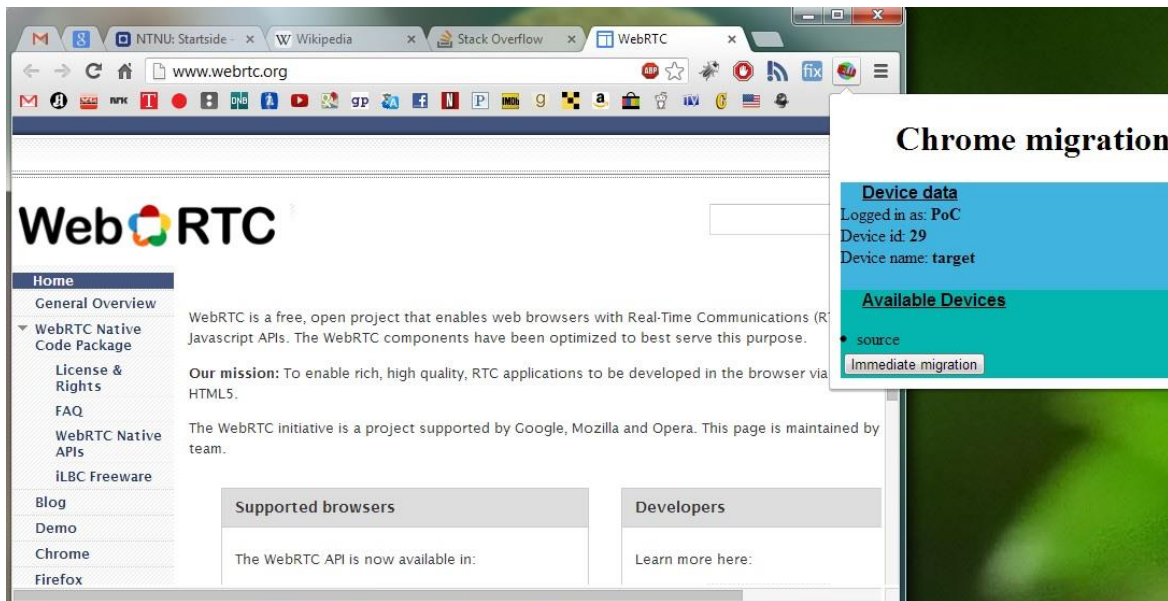 NTNU: Startside -
Wikipedia
Stack Overflow
WebRTC
www.webrtc.org
ABP
fix
NRK
DNB
gp
IMDb
Chrome migration
Device data
Logged in as: PoC
Device id: 29
Device name: target
Available Devices
source
Immediate migration
WebRTC
Home
General Overview
WebRTC Native
Code Package
License &
Rights
FAQ
WebRTC Native
APIs
iLBC Freeware
Blog
Demo
Chrome
Firefox
WebRTC is a free, open project that enables web browsers with Real-Time Communications
Javascript APIs. The WebRTC components have been optimized to best serve this purpose.
Our mission: To enable rich, high quality, RTC applications to be developed in the browser via
HTML5.
The WebRTC initiative is a project supported by Google, Mozilla and Opera. This page is maintained by
team.
Supported browsers
The WebRTC API is now available in:
Developers
Learn more here: